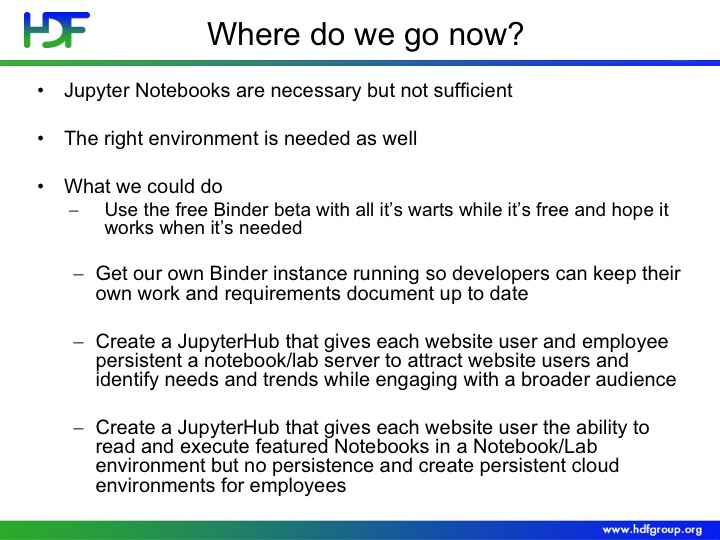 HDF
Where do we go now?
• Jupyter Notebooks are necessary but not sufficient
• The right environment is needed as well
• What we could do
– Use the free Binder beta with all it’s warts while it’s free and hope it
works when it’s needed
– Get our own Binder instance running so developers can keep their
own work and requirements document up to date
– Create a JupyterHub that gives each website user and employee
persistent a notebook/lab server to attract website users and
identify needs and trends while engaging with a broader audience
– Create a JupyterHub that gives each website user the ability to
read and execute featured Notebooks in a Notebook/Lab
environment but no persistence and create persistent cloud
environments for employees
www.hdfgroup.org